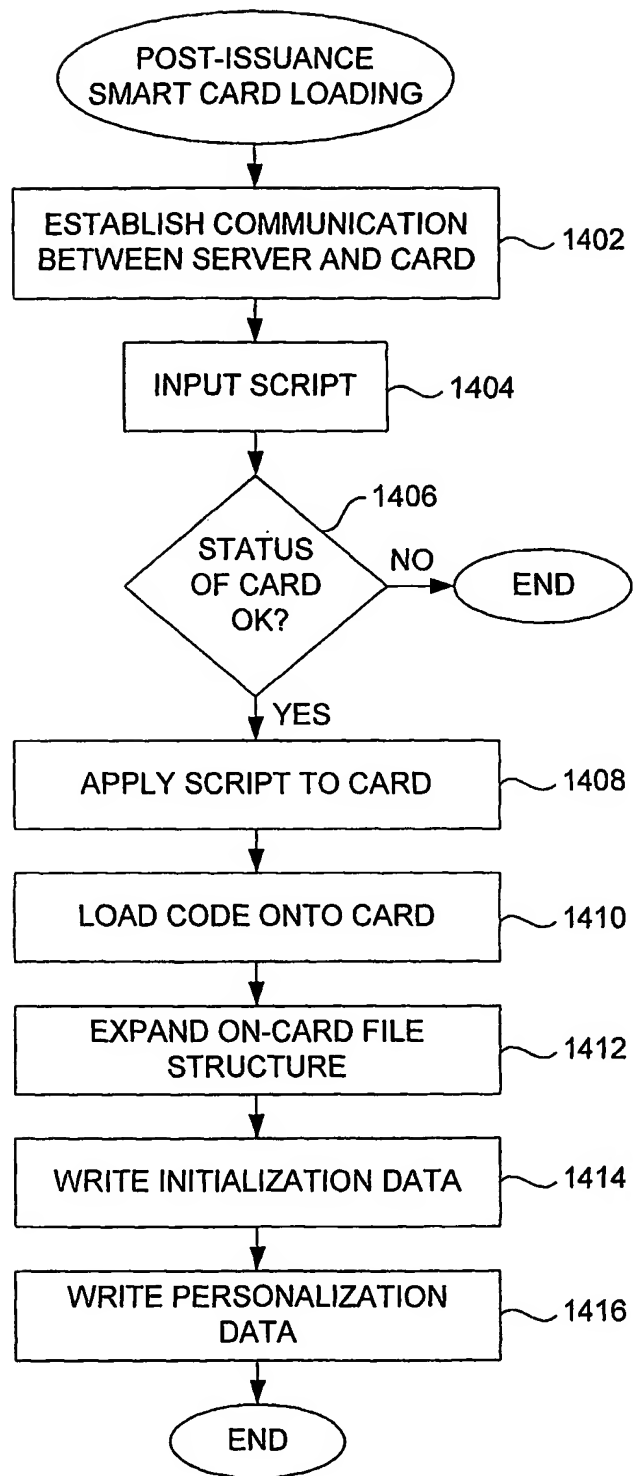 POST-ISSUANCE
SMART CARD LOADING
ESTABLISH COMMUNICATION
BETWEEN SERVER AND CARD
1402
INPUT SCRIPT
1404
1406
STATUS
OF CARD
OK?
NO
END
YES
APPLY SCRIPT TO CARD
1408
LOAD CODE ONTO CARD
1410
EXPAND ON-CARD FILE
STRUCTURE
1412
WRITE INITIALIZATION DATA
1414
WRITE PERSONALIZATION
DATA
1416
END